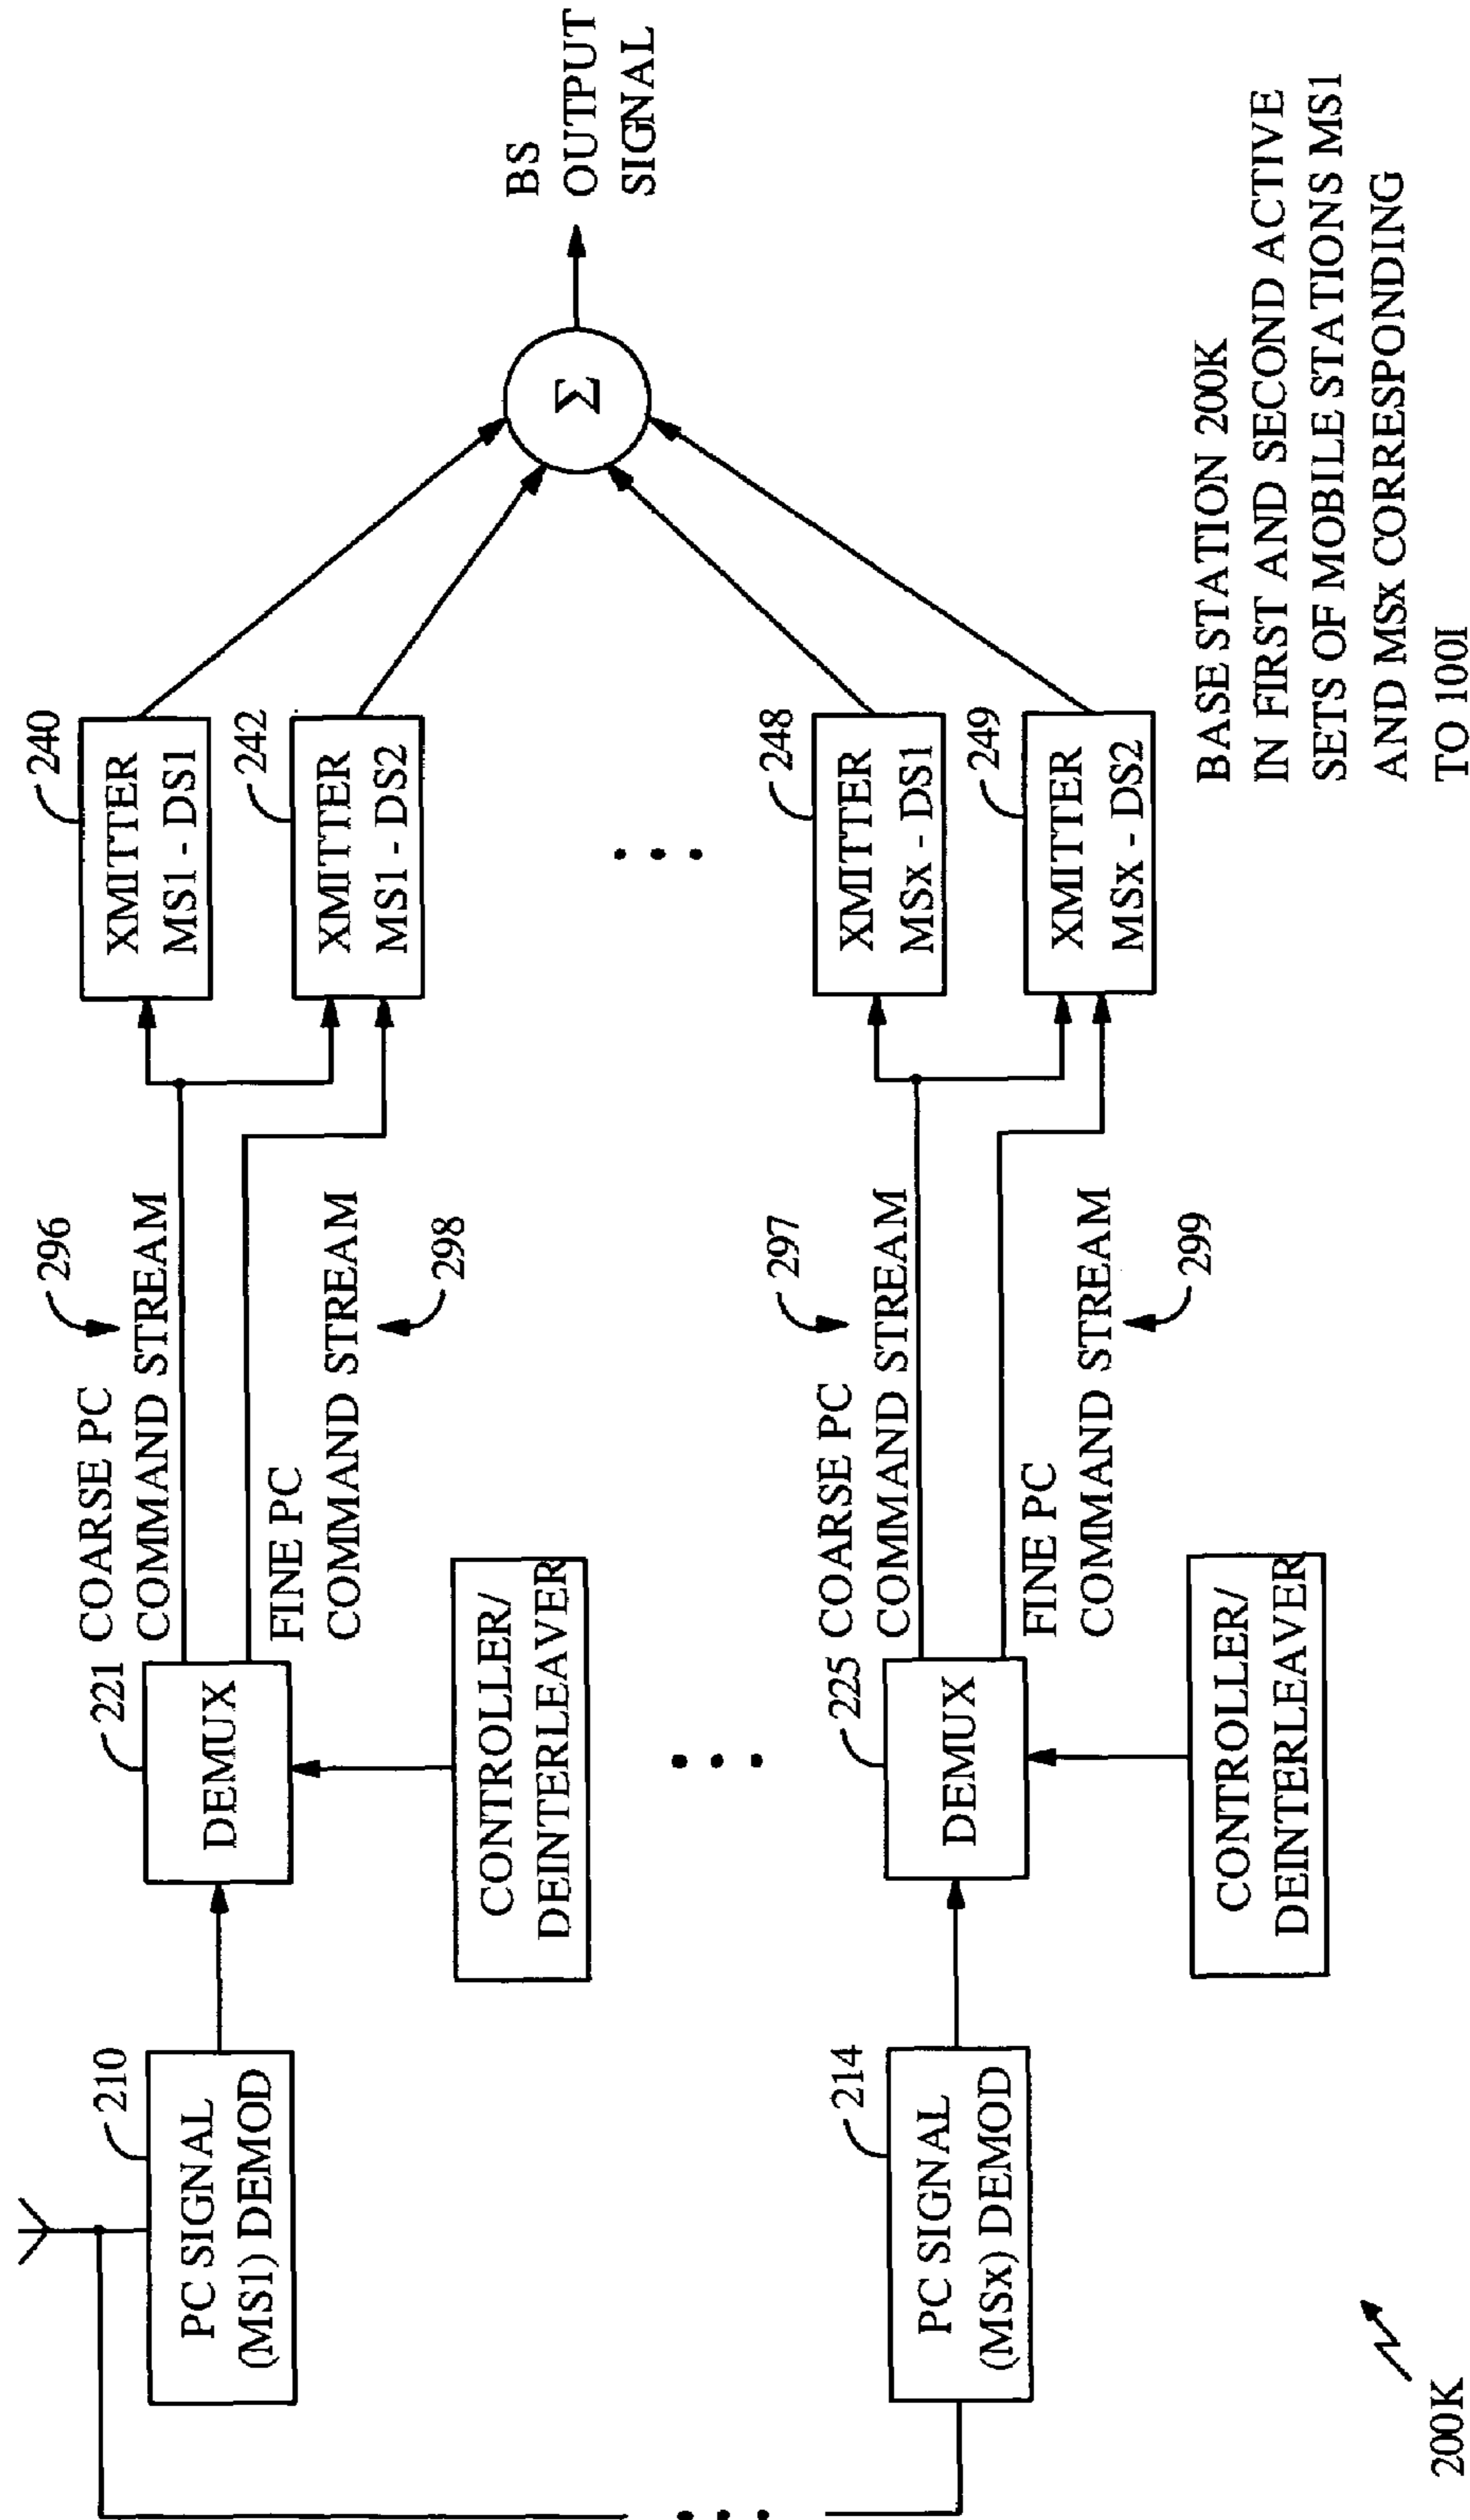 210
PC SIGNAL
(MS1) DEMOD
221
DEMUX
CONTROLLER/
DEINTERLEAVER
296
COARSE PC
COMMAND STREAM
FINE PC
COMMAND STREAM
298
240
XMITTER
MS1 - DS1
242
XMITTER
MS1 - DS2
Σ
BS
OUTPUT
SIGNAL
214
PC SIGNAL
(MSx) DEMOD
225
DEMUX
CONTROLLER/
DEINTERLEAVER
297
COARSE PC
COMMAND STREAM
FINE PC
COMMAND STREAM
299
248
XMITTER
MSx - DS1
249
XMITTER
MSx - DS2
BASE STATION 200K
IN FIRST AND SECOND ACTIVE
SETS OF MOBILE STATIONS MS1
AND MSx CORRESPONDING
TO 100I
200K